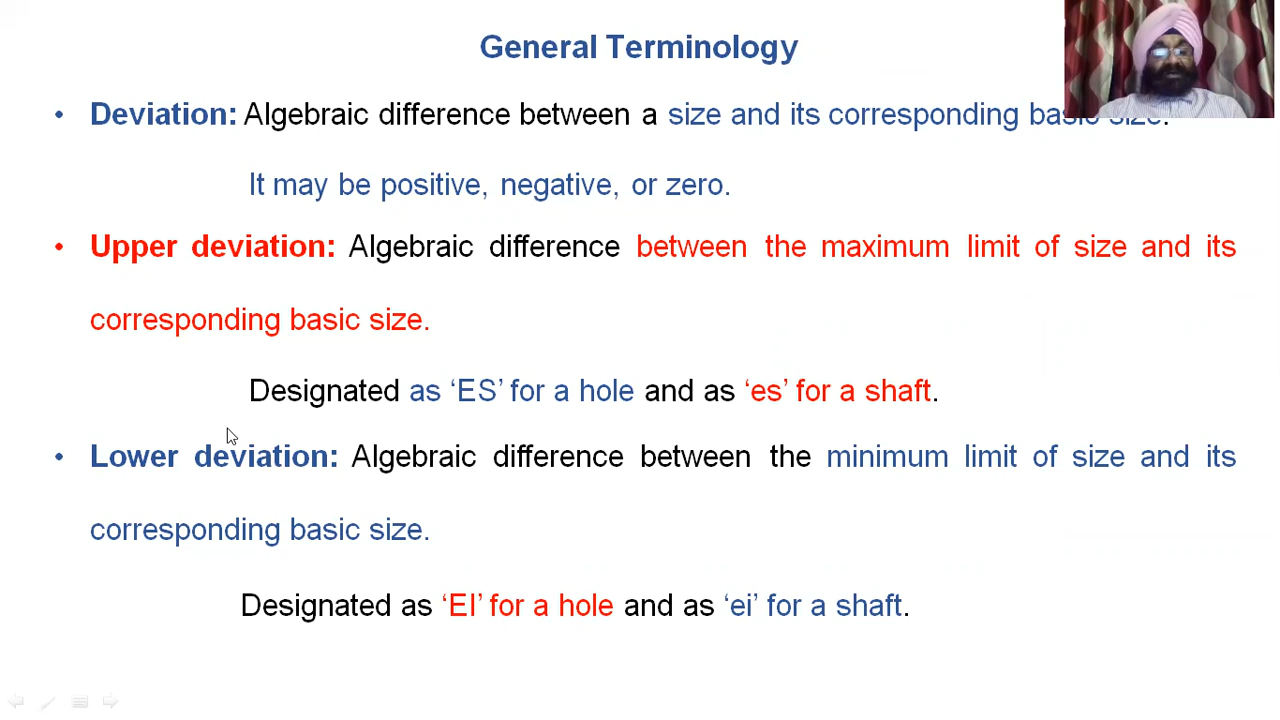 General Terminology
• Deviation: Algebraic difference between a size and its corresponding basic size.
It may be positive, negative, or zero.
• Upper deviation: Algebraic difference between the maximum limit of size and its
corresponding basic size.
Designated as ‘ES’ for a hole and as ‘es’ for a shaft.
• Lower deviation: Algebraic difference between the minimum limit of size and its
corresponding basic size.
Designated as ‘EI’ for a hole and as ‘ei’ for a shaft.